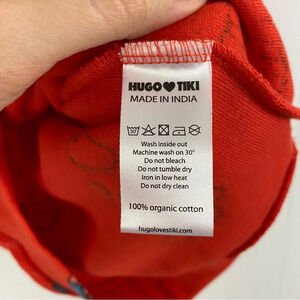 HUGO♥TIKI
MADE IN INDIA
Wash inside out
Machine wash on 30°
Do not bleach
Do not tumble dry
Iron in low heat
Do not dry clean
100% organic cotton
hugolovestiki.com